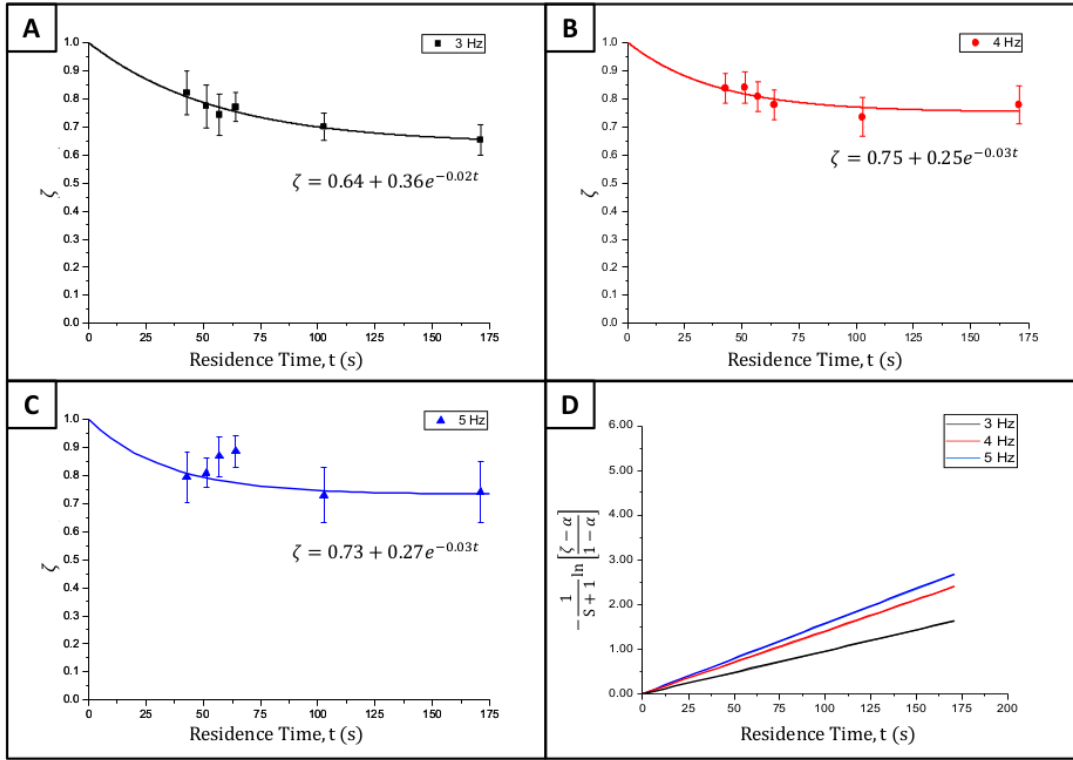 A
3 Hz
1.0
0.9
0.8
0.7
0.6
0.5
0.4
0.3
0.2
0.1
0.0
ζ
ζ = 0.64 + 0.36e^{−0.02t}
0 25 50 75 100 125 150 175
Residence Time, t (s)
B
4 Hz
1.0
0.9
0.8
0.7
0.6
0.5
0.4
0.3
0.2
0.1
0.0
ζ
ζ = 0.75 + 0.25e^{−0.03t}
0 25 50 75 100 125 150 175
Residence Time, t (s)
C
5 Hz
1.0
0.9
0.8
0.7
0.6
0.5
0.4
0.3
0.2
0.1
0.0
ζ
ζ = 0.73 + 0.27e^{−0.03t}
0 25 50 75 100 125 150 175
Residence Time, t (s)
D
3 Hz
4 Hz
5 Hz
6.00
5.00
4.00
3.00
2.00
1.00
0.00
−\frac{1}{S + 1} ln[\frac{ζ − α}{1 − α}]
0 25 50 75 100 125 150 175 200
Residence Time, t (s)